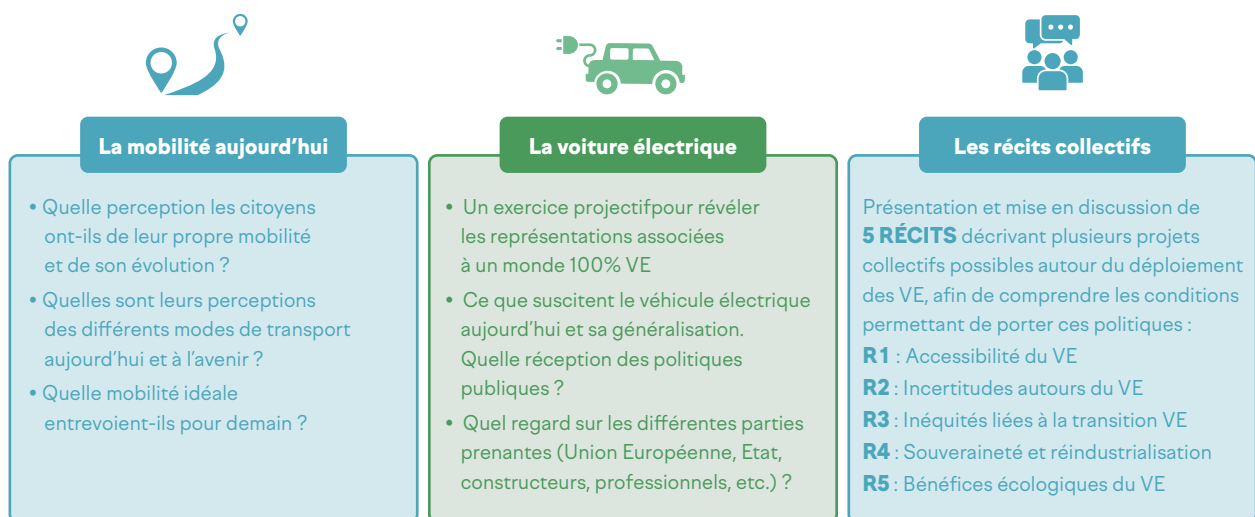 La mobilité aujourd'hui
• Quelle perception les citoyens
ont-ils de leur propre mobilité
et de son évolution ?
• Quelles sont leurs perceptions
des différents modes de transport
aujourd'hui et à l'avenir ?
• Quelle mobilité idéale
entrevoient-ils pour demain ?
La voiture électrique
• Un exercice projectifpour révéler
les représentations associées
à un monde 100% VE
• Ce que suscitent le véhicule électrique
aujourd'hui et sa généralisation.
Quelle réception des politiques
publiques ?
• Quel regard sur les différentes parties
prenantes (Union Européenne, Etat,
constructeurs, professionnels, etc.) ?
Les récits collectifs
Présentation et mise en discussion de
5 RÉCITS décrivant plusieurs projets
collectifs possibles autour du déploiement
des VE, afin de comprendre les conditions
permettant de porter ces politiques :
R1 : Accessibilité du VE
R2 : Incertitudes autours du VE
R3 : Inéquités liées à la transition VE
R4 : Souveraineté et réindustrialisation
R5 : Bénéfices écologiques du VE